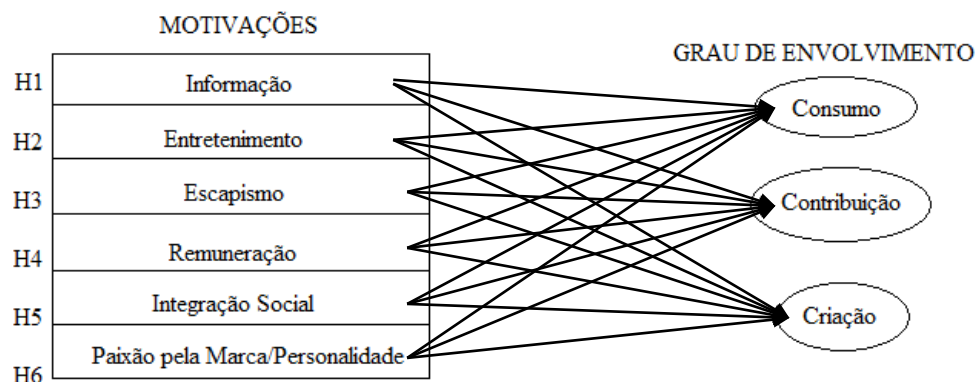 MOTIVAÇÕES
GRAU DE ENVOLVIMENTO
H1 Informação
Consumo
H2 Entretenimento
H3 Escapismo
Contribuição
H4 Remuneração
H5 Integração Social
Criação
H6 Paixão pela Marca/Personalidade